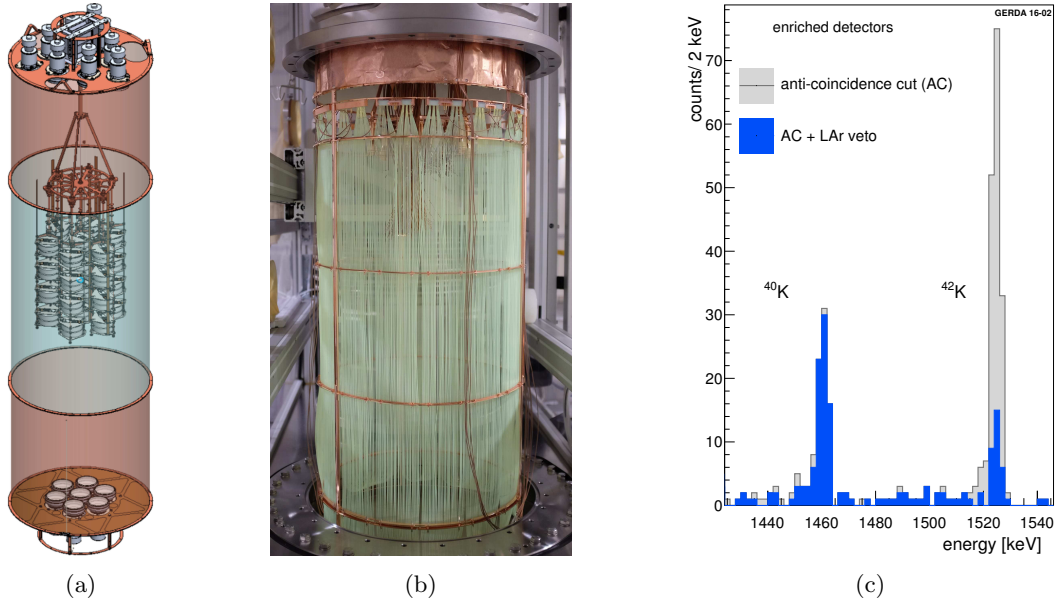 GERDA 16-02
enriched detectors
anti-coincidence cut (AC)
AC + LAr veto
counts/ 2 keV
70
60
50
40
30
20
10
0
⁴⁰K
⁴²K
1440 1460 1480 1500 1520 1540
energy [keV]
(a) (b) (c)